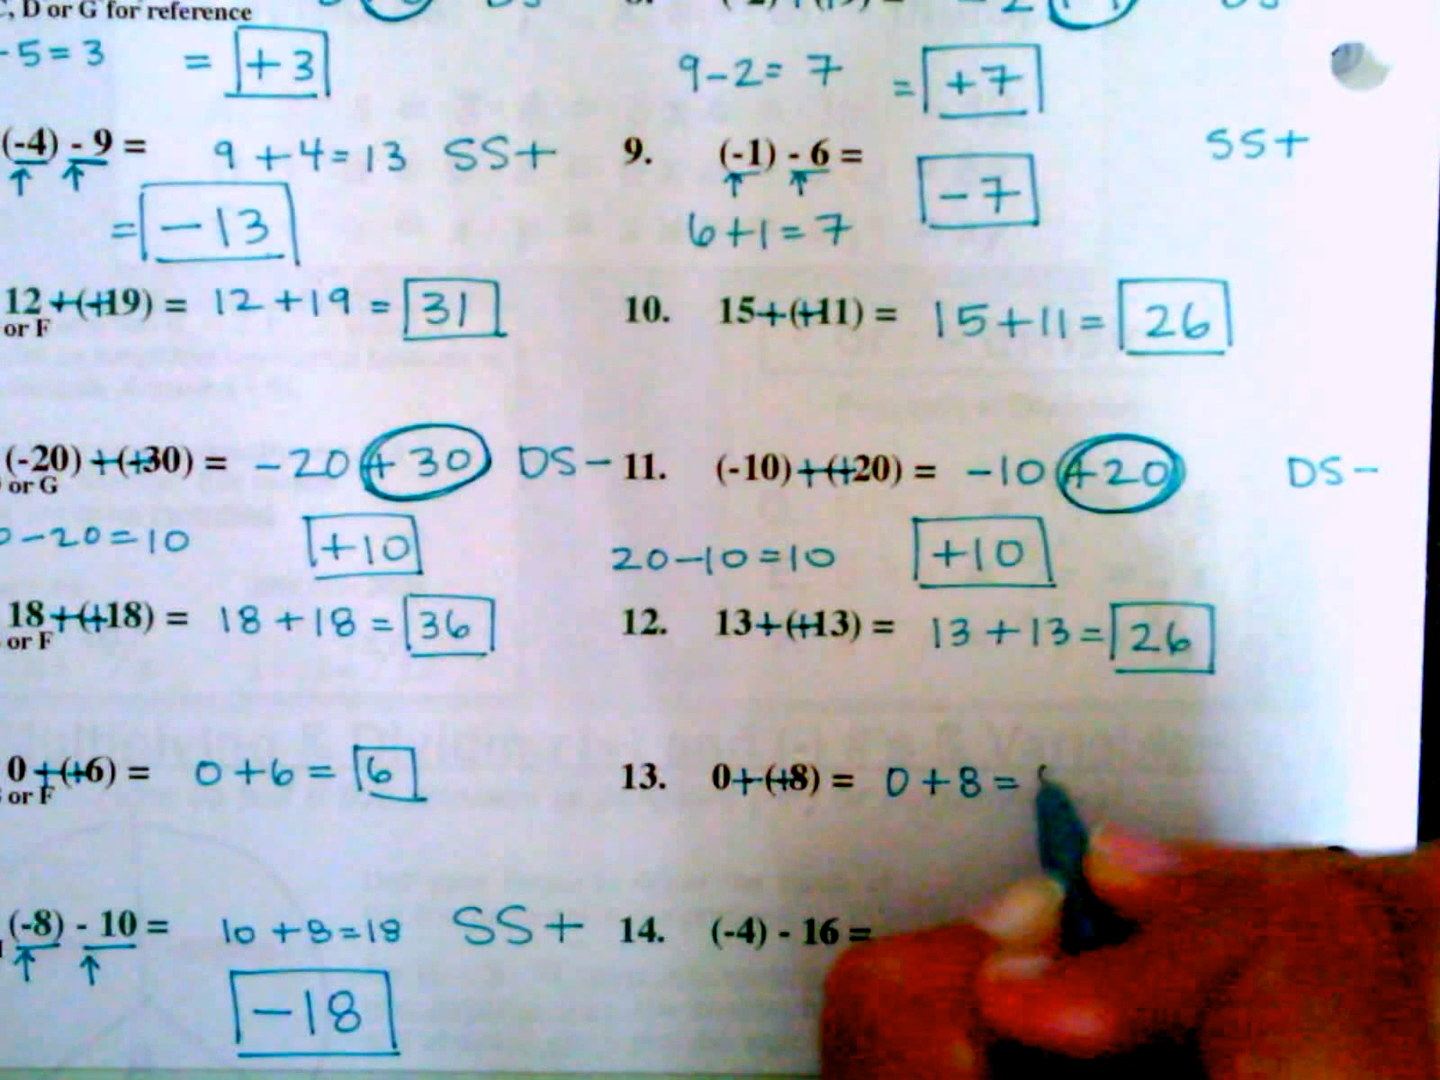 , D or G for reference
- 5 = 3 = +3
9 - 2 = 7 = +7
(-4) - 9 = 9 + 4 = 13 SS+
= -13
9. (-1) - 6 = -7 SS+
6 + 1 = 7
12 + (+19) = 12 + 19 = 31
or F
10. 15 + (+11) = 15 + 11 = 26
(-20) + (+30) = -20 + 30 DS-
or G
-20 = 10 +10
11. (-10) + (+20) = -10 + 20 DS-
20 - 10 = 10 +10
18 + (+18) = 18 + 18 = 36
or F
12. 13 + (+13) = 13 + 13 = 26
0 + (+6) = 0 + 6 = 6
or F
13. 0 + (+8) = 0 + 8 =
(-8) - 10 = 10 + 8 = 18 SS+
-18
14. (-4) - 16 =